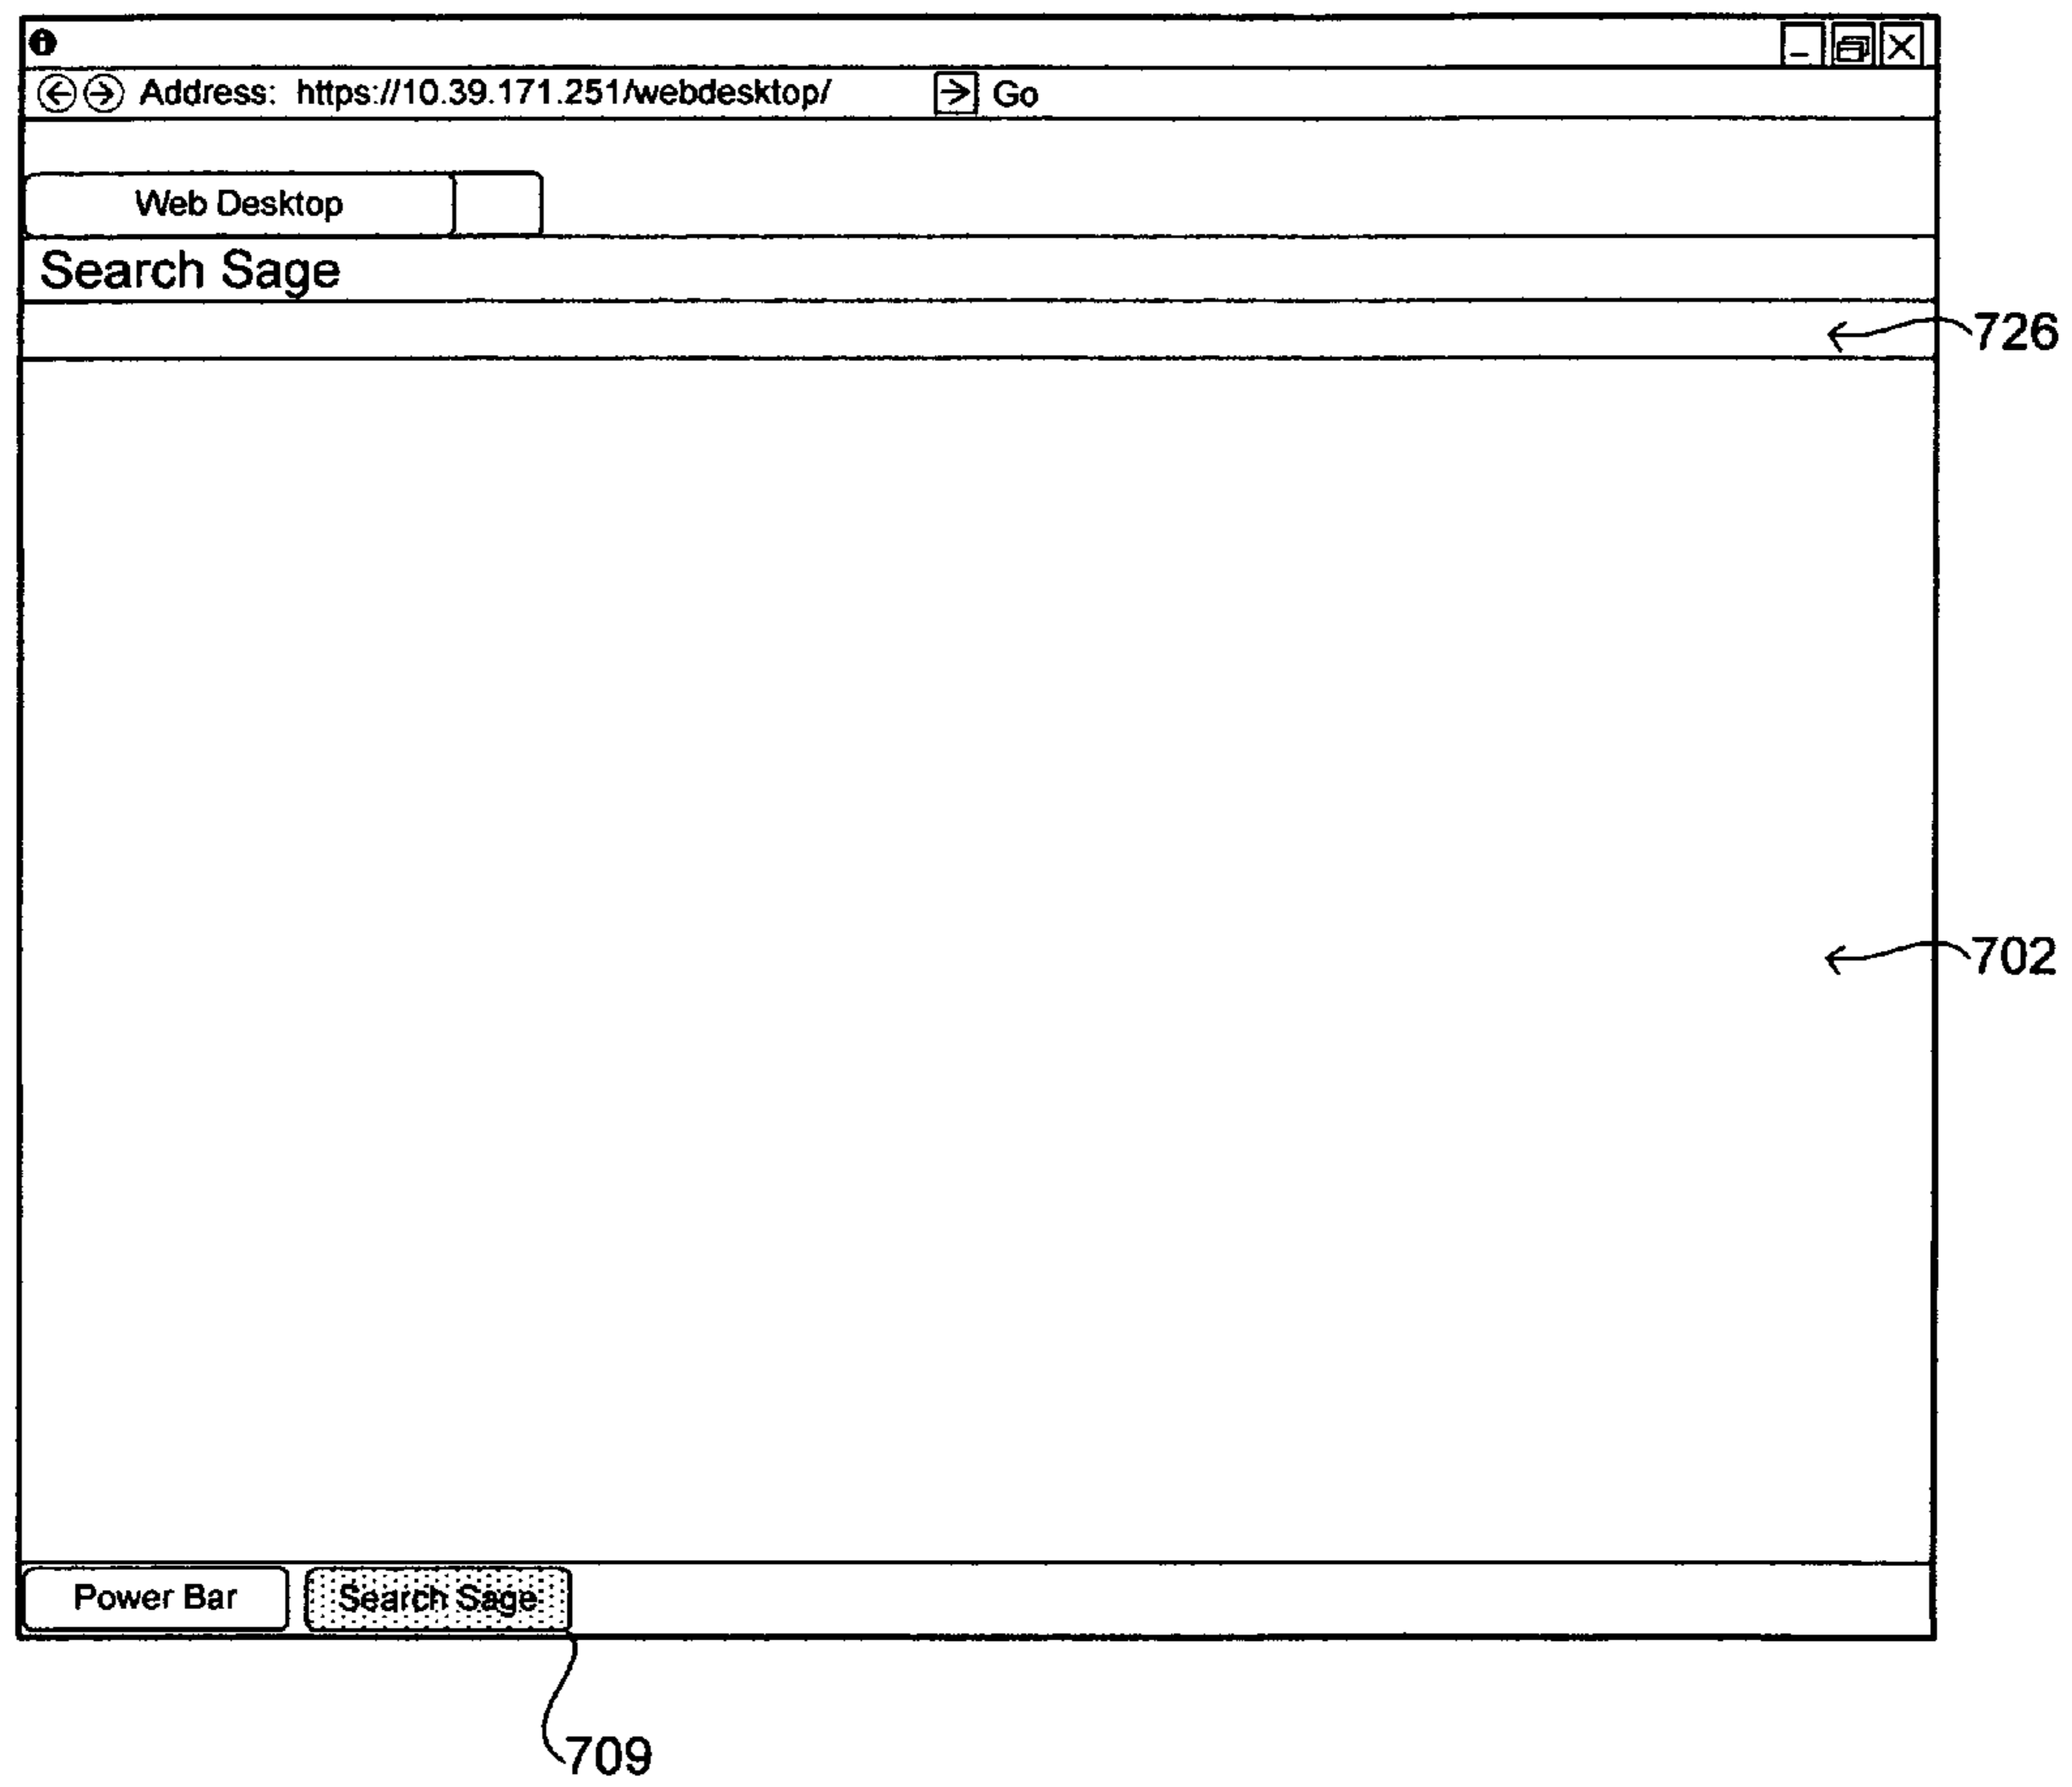 Address: https://10.39.171.251/webdesktop/ Go
Web Desktop
Search Sage
726
702
Power Bar Search Sage
709